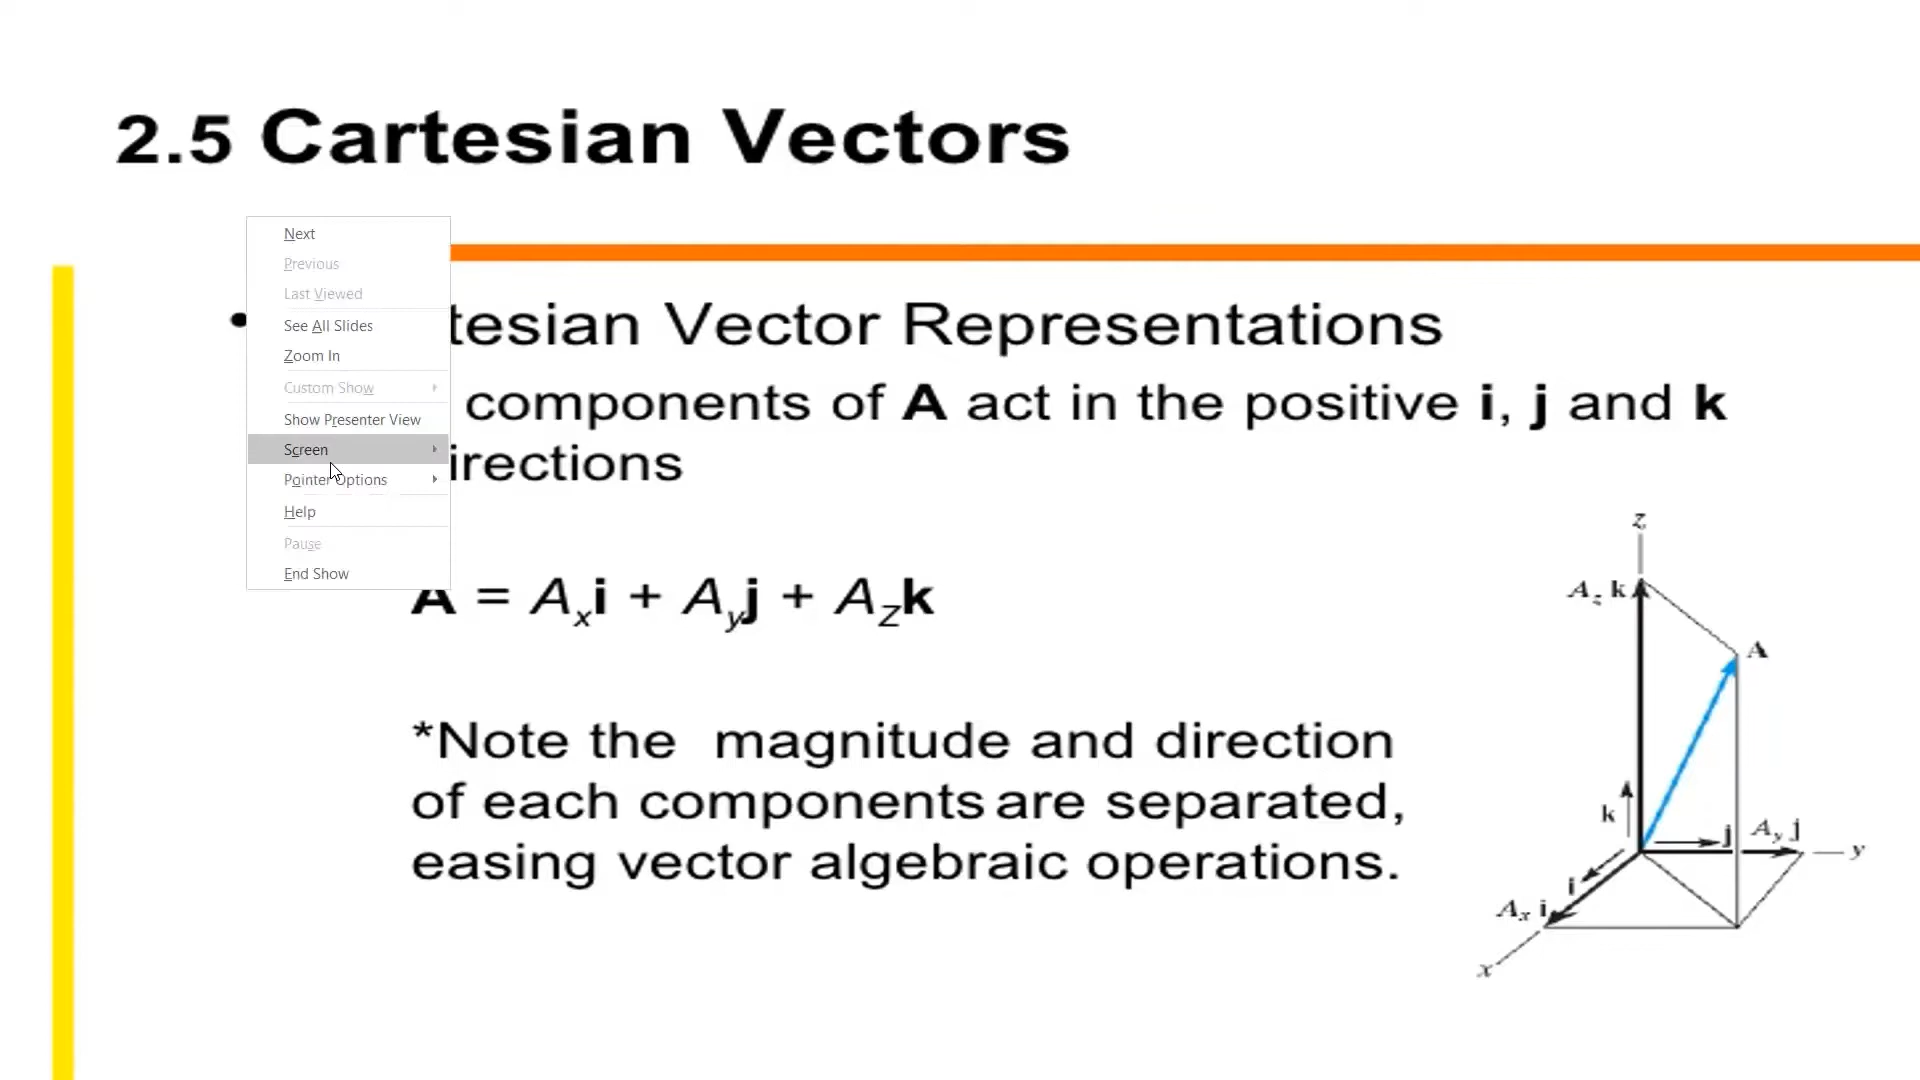 2.5 Cartesian Vectors
Next
Previous
Last Viewed
See All Slides
Zoom In
Custom Show
Show Presenter View
Screen
Pointer Options
Help
Pause
End Show
• tesian Vector Representations
components of A act in the positive i, j and k
irections
A = Axi + Ayj + AZk
*Note the magnitude and direction
of each components are separated,
easing vector algebraic operations.
z
Az k
A
k
j
Ay j
y
i
Ax i
x